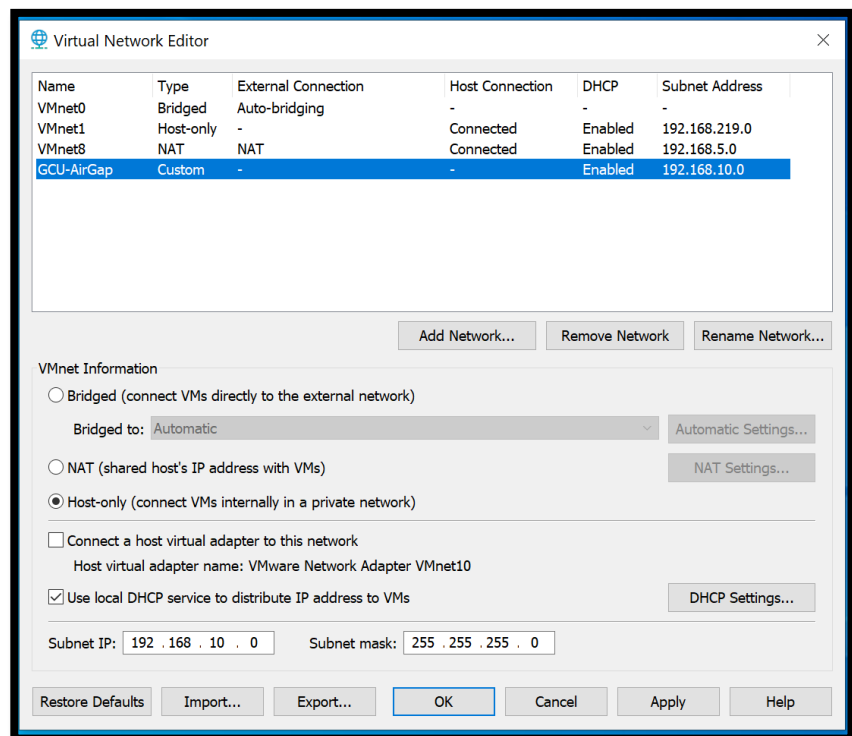 Virtual Network Editor
Name Type External Connection Host Connection DHCP Subnet Address
VMnet0 Bridged Auto-bridging - - -
VMnet1 Host-only - Connected Enabled 192.168.219.0
VMnet8 NAT NAT Connected Enabled 192.168.5.0
GCU-AirGap Custom - - Enabled 192.168.10.0
Add Network... Remove Network Rename Network...
VMnet Information
Bridged (connect VMs directly to the external network)
Bridged to: Automatic Automatic Settings...
NAT (shared host's IP address with VMs) NAT Settings...
Host-only (connect VMs internally in a private network)
Connect a host virtual adapter to this network
Host virtual adapter name: VMware Network Adapter VMnet10
Use local DHCP service to distribute IP address to VMs DHCP Settings...
Subnet IP: 192 . 168 . 10 . 0 Subnet mask: 255 . 255 . 255 . 0
Restore Defaults Import... Export... OK Cancel Apply Help